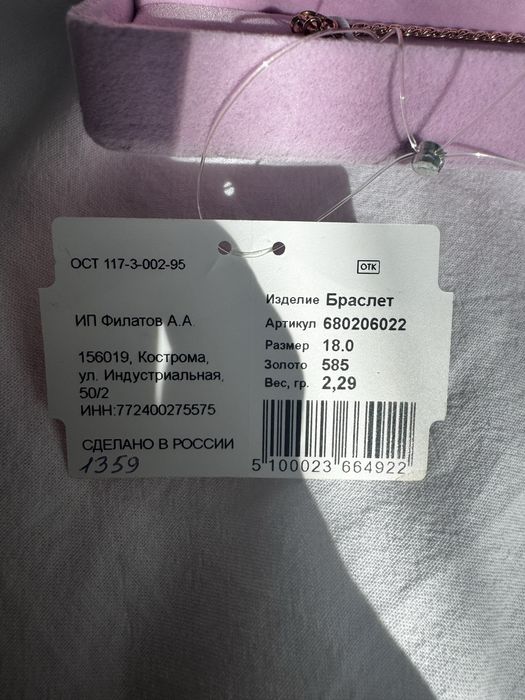 ОСТ 117-3-002-95
ИП Филатов А.А.
156019, Кострома,
ул. Индустриальная,
50/2
ИНН:772400275575
СДЕЛАНО В РОССИИ
1359
ОТК
Изделие Браслет
Артикул 680206022
Размер 18.0
Золото 585
Вес, гр. 2,29
5 100023 664922